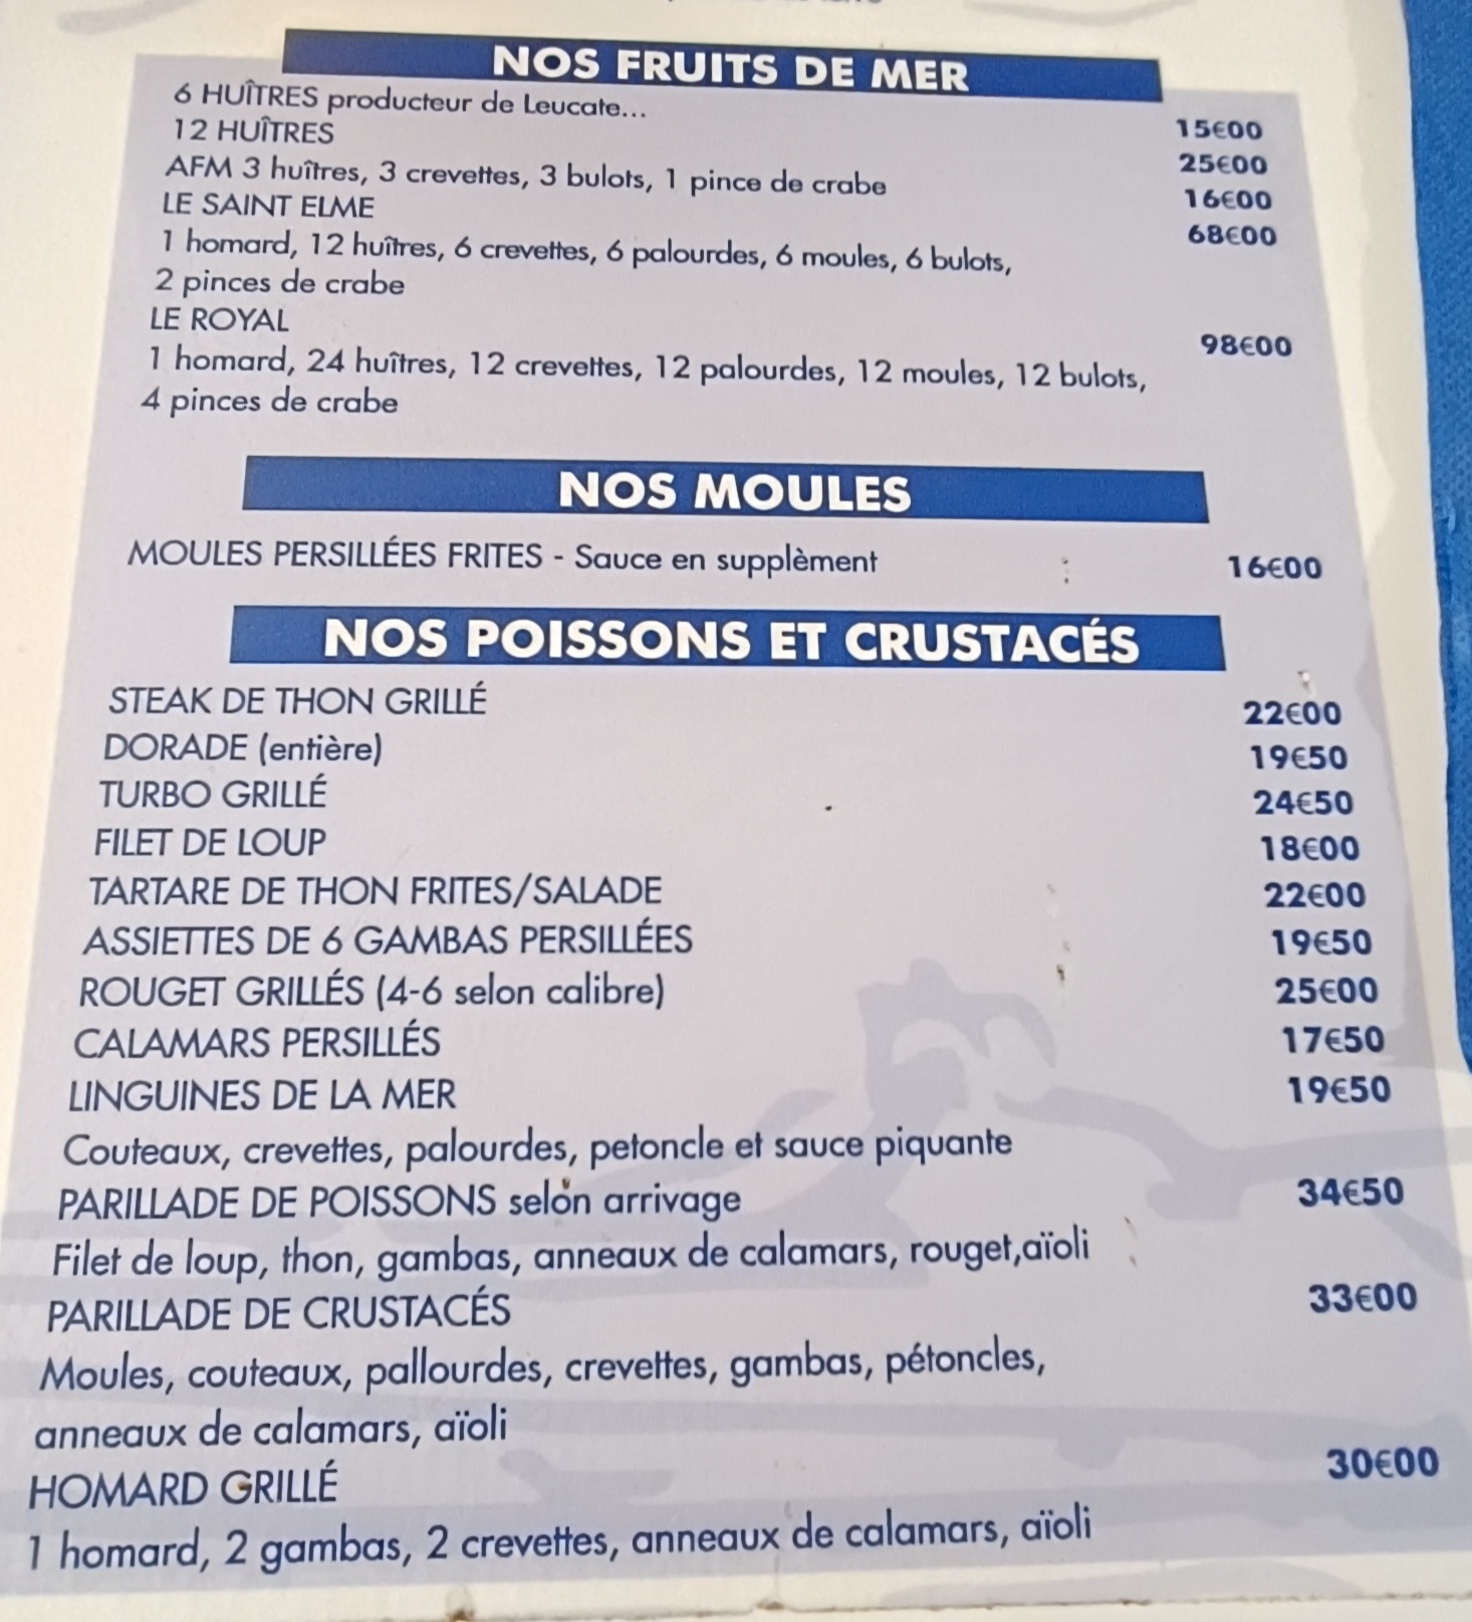 NOS FRUITS DE MER
6 HUÎTRES producteur de Leucate... 15€00
12 HUÎTRES 25€00
AFM 3 huîtres, 3 crevettes, 3 bulots, 1 pince de crabe 16€00
LE SAINT ELME 68€00
1 homard, 12 huîtres, 6 crevettes, 6 palourdes, 6 moules, 6 bulots,
2 pinces de crabe
LE ROYAL 98€00
1 homard, 24 huîtres, 12 crevettes, 12 palourdes, 12 moules, 12 bulots,
4 pinces de crabe
NOS MOULES
MOULES PERSILLÉES FRITES - Sauce en supplèment 16€00
NOS POISSONS ET CRUSTACÉS
STEAK DE THON GRILLÉ 22€00
DORADE (entière) 19€50
TURBO GRILLÉ 24€50
FILET DE LOUP 18€00
TARTARE DE THON FRITES/SALADE 22€00
ASSIETTES DE 6 GAMBAS PERSILLÉES 19€50
ROUGET GRILLÉS (4-6 selon calibre) 25€00
CALAMARS PERSILLÉS 17€50
LINGUINES DE LA MER 19€50
Couteaux, crevettes, palourdes, petoncle et sauce piquante
PARILLADE DE POISSONS selon arrivage 34€50
Filet de loup, thon, gambas, anneaux de calamars, rouget,aïoli
PARILLADE DE CRUSTACÉS 33€00
Moules, couteaux, pallourdes, crevettes, gambas, pétoncles,
anneaux de calamars, aïoli
HOMARD GRILLÉ 30€00
1 homard, 2 gambas, 2 crevettes, anneaux de calamars, aïoli